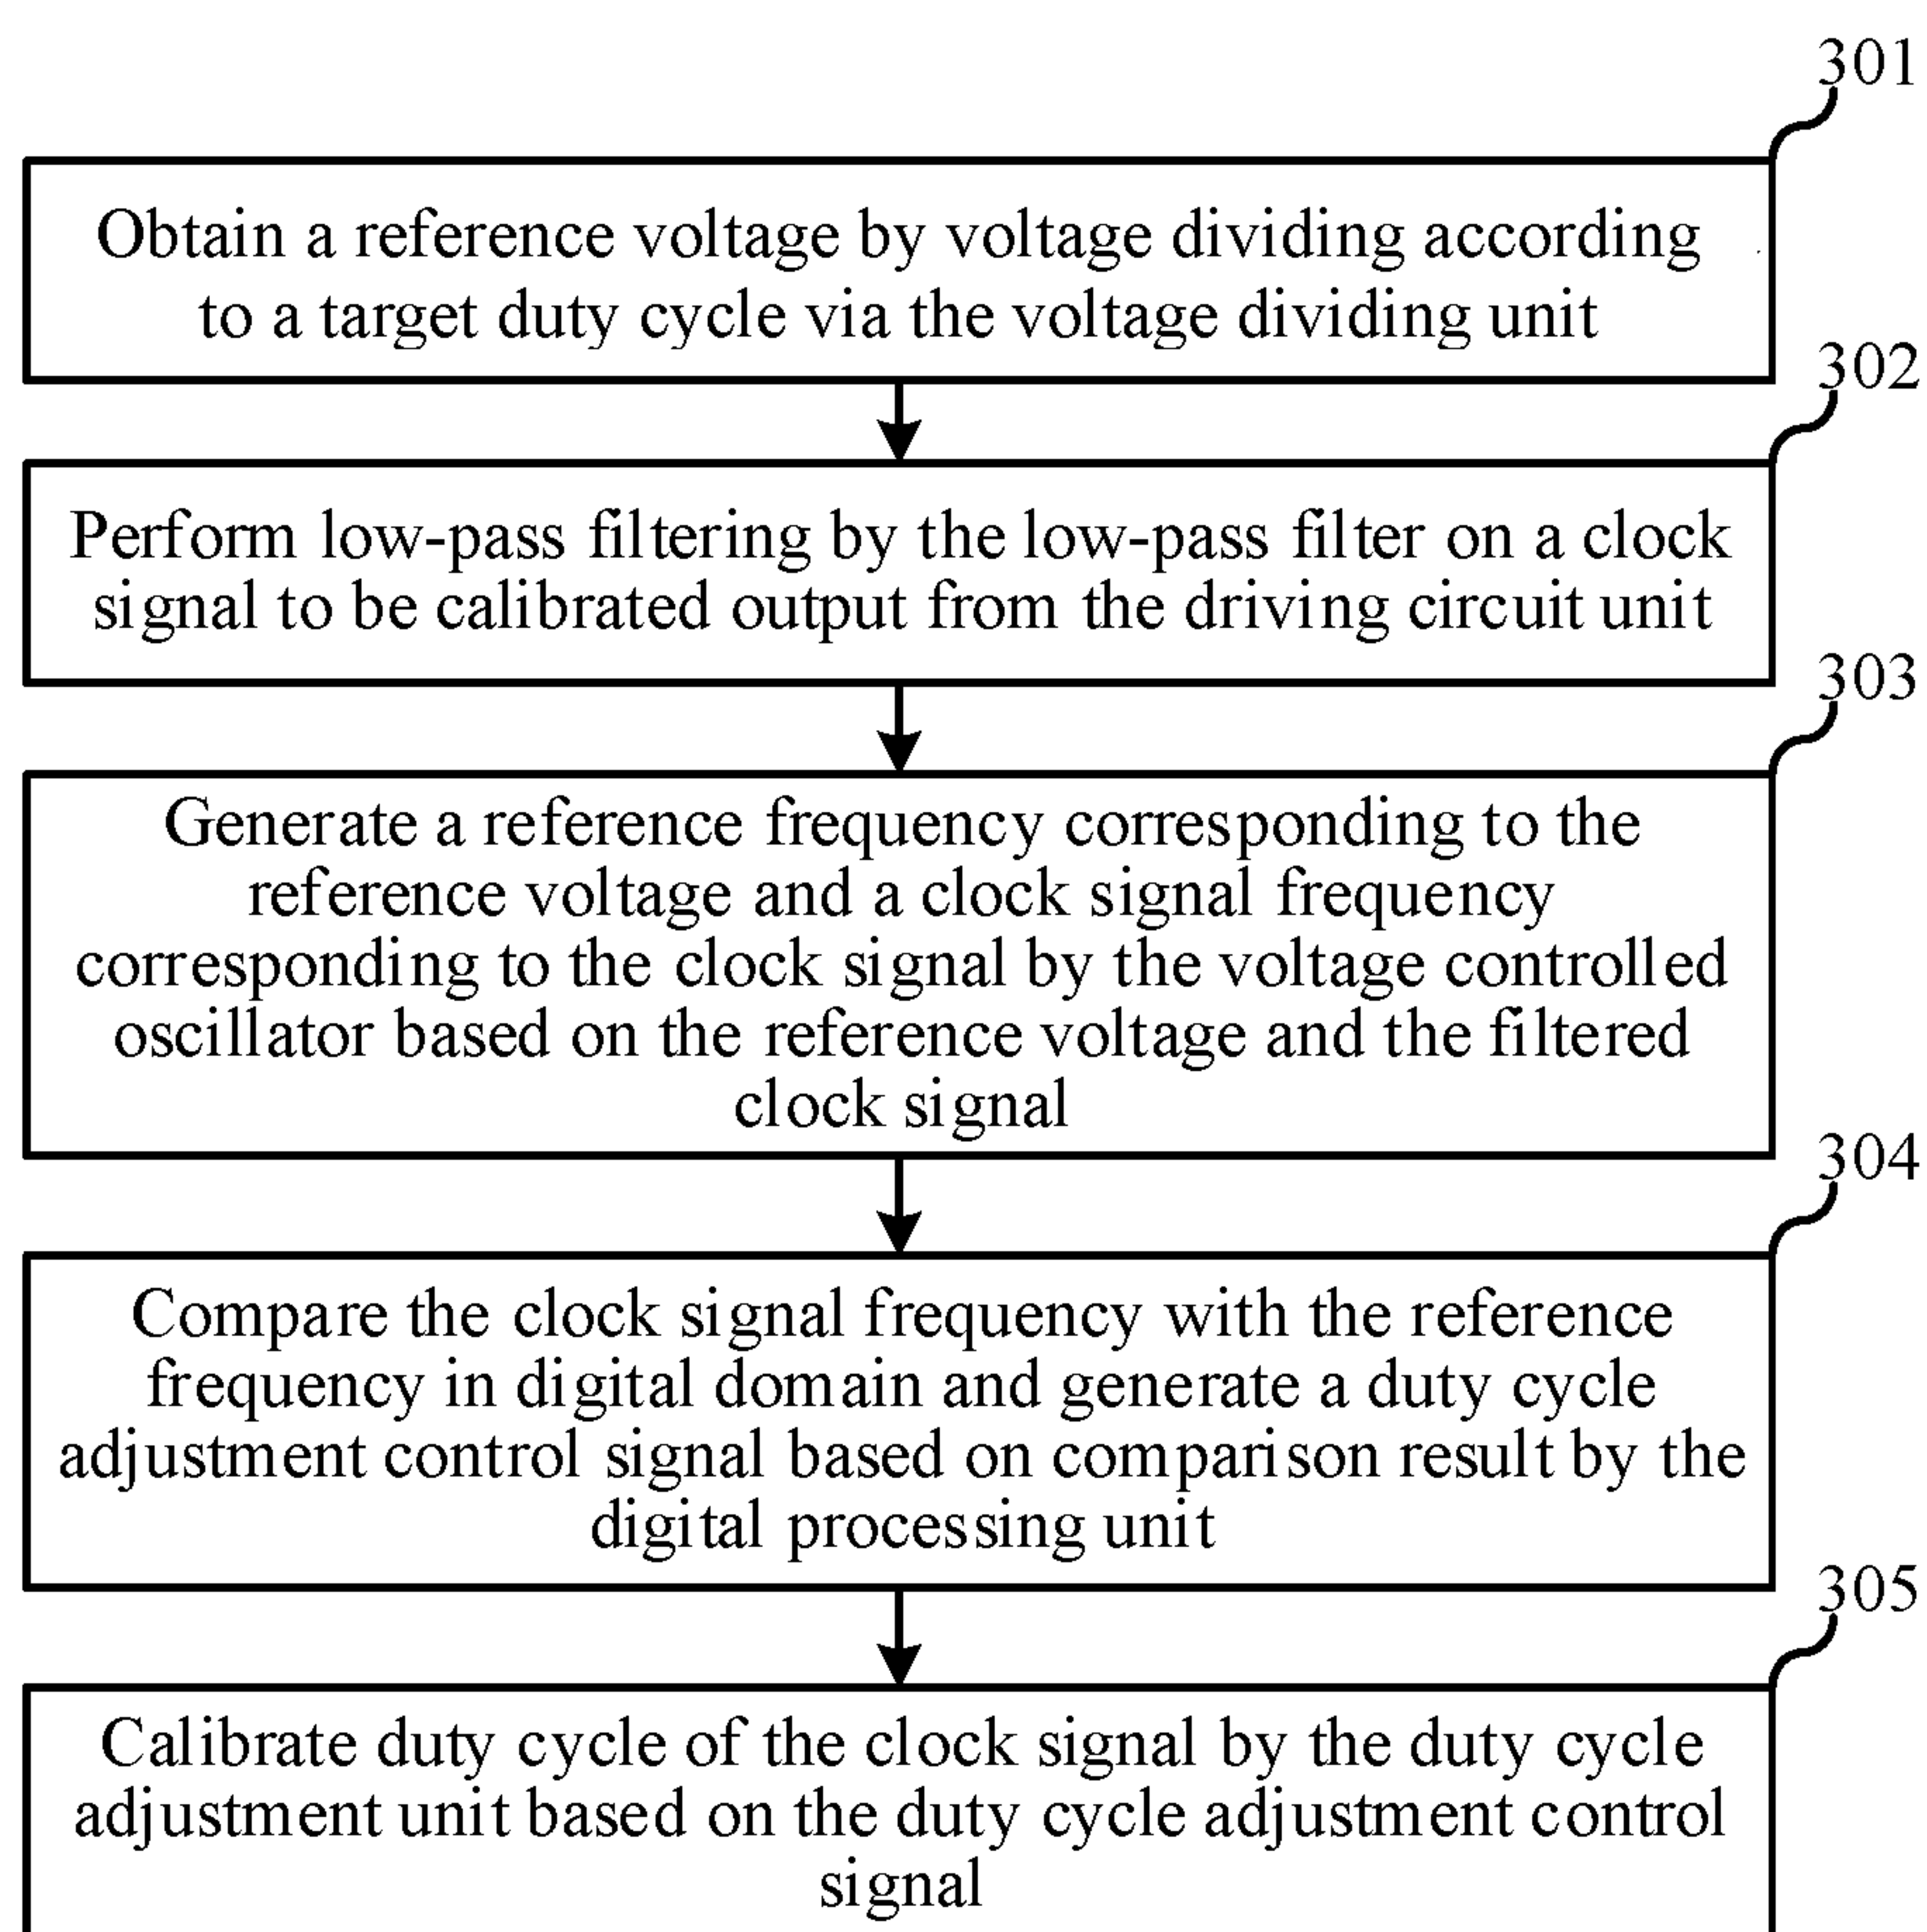 301
Obtain a reference voltage by voltage dividing according
to a target duty cycle via the voltage dividing unit
302
Perform low-pass filtering by the low-pass filter on a clock
signal to be calibrated output from the driving circuit unit
303
Generate a reference frequency corresponding to the
reference voltage and a clock signal frequency
corresponding to the clock signal by the voltage controlled
oscillator based on the reference voltage and the filtered
clock signal
304
Compare the clock signal frequency with the reference
frequency in digital domain and generate a duty cycle
adjustment control signal based on comparison result by the
digital processing unit
305
Calibrate duty cycle of the clock signal by the duty cycle
adjustment unit based on the duty cycle adjustment control
signal